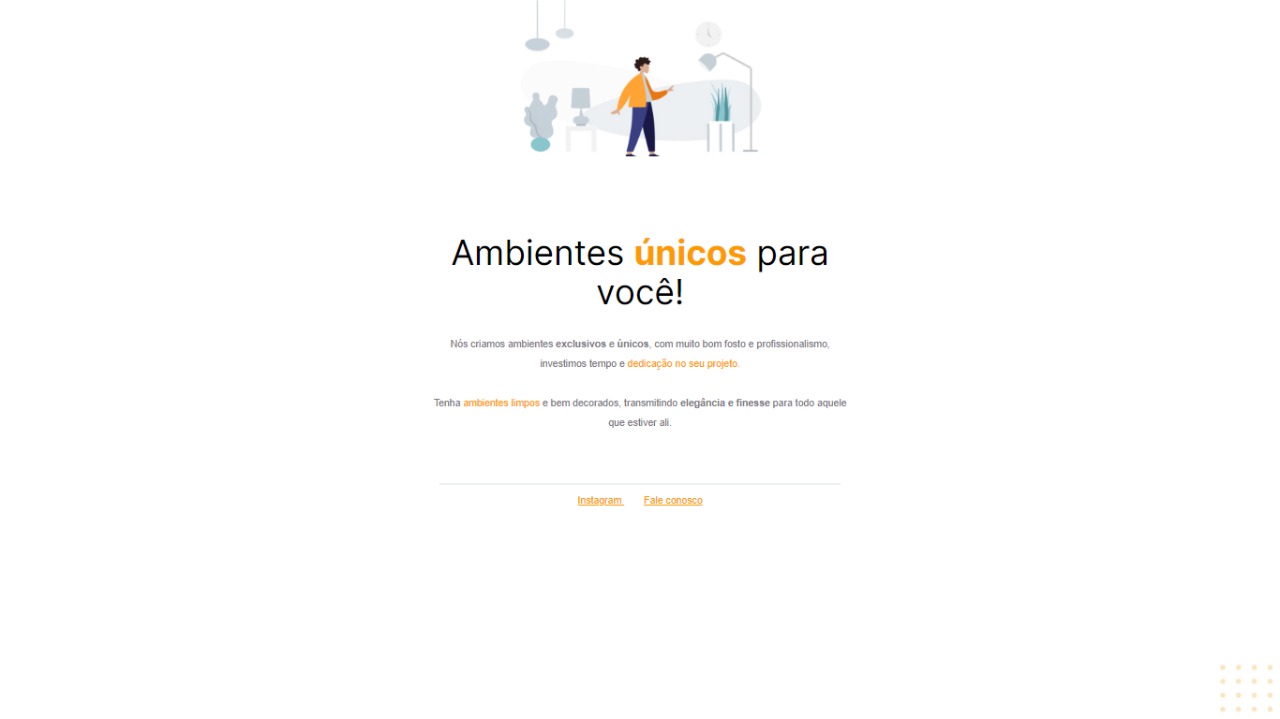 Ambientes únicos para
você!
Nós criamos ambientes exclusivos e únicos, com muito bom fosto e profissionalismo,
investimos tempo e dedicação no seu projeto.
Tenha ambientes limpos e bem decorados, transmitindo elegância e finesse para todo aquele
que estiver ali.
Instagram Fale conosco